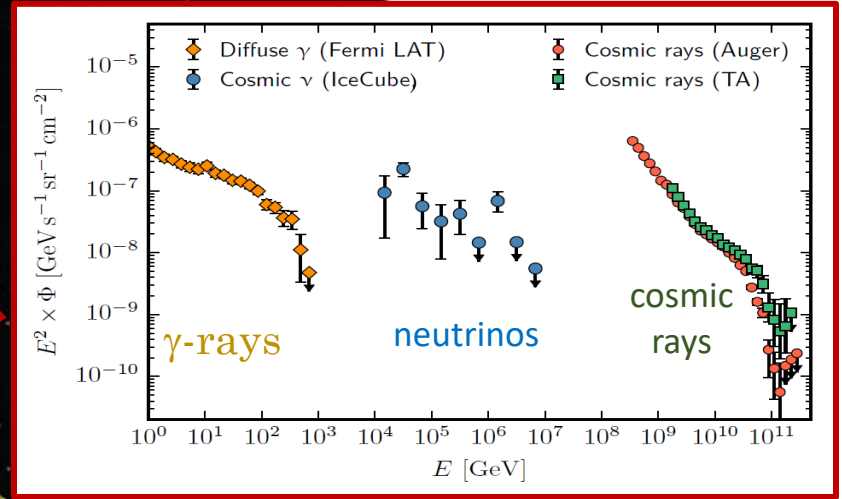 Diffuse γ (Fermi LAT)
Cosmic ν (IceCube)
Cosmic rays (Auger)
Cosmic rays (TA)
E² × Φ [GeV s⁻¹ sr⁻¹ cm⁻²]
10⁻⁵
10⁻⁶
10⁻⁷
10⁻⁸
10⁻⁹
10⁻¹⁰
γ-rays
neutrinos
cosmic
rays
10⁰ 10¹ 10² 10³ 10⁴ 10⁵ 10⁶ 10⁷ 10⁸ 10⁹ 10¹⁰ 10¹¹
E [GeV]